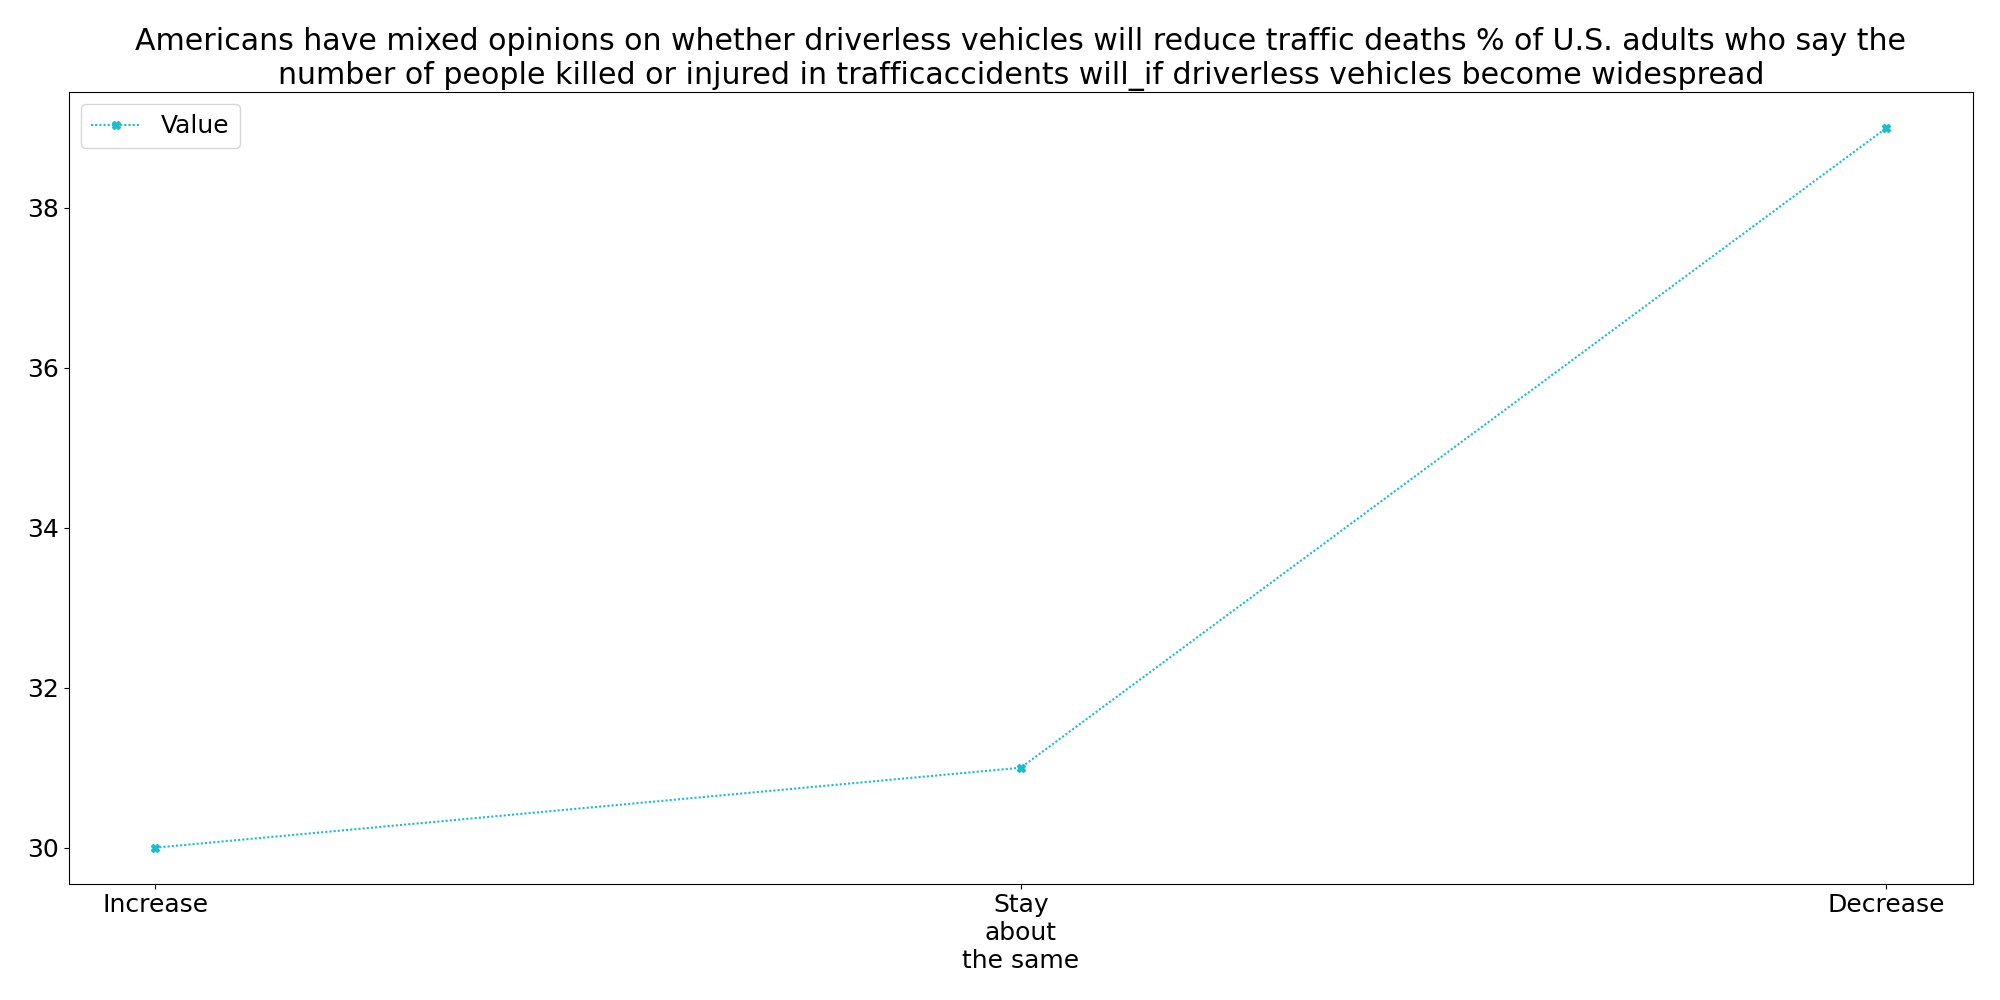 Americans have mixed opinions on whether driverless vehicles will reduce traffic deaths % of U.S. adults who say the
number of people killed or injured in trafficaccidents will_if driverless vehicles become widespread
Value
38
36
34
32
30
Increase
Stay
about
the same
Decrease